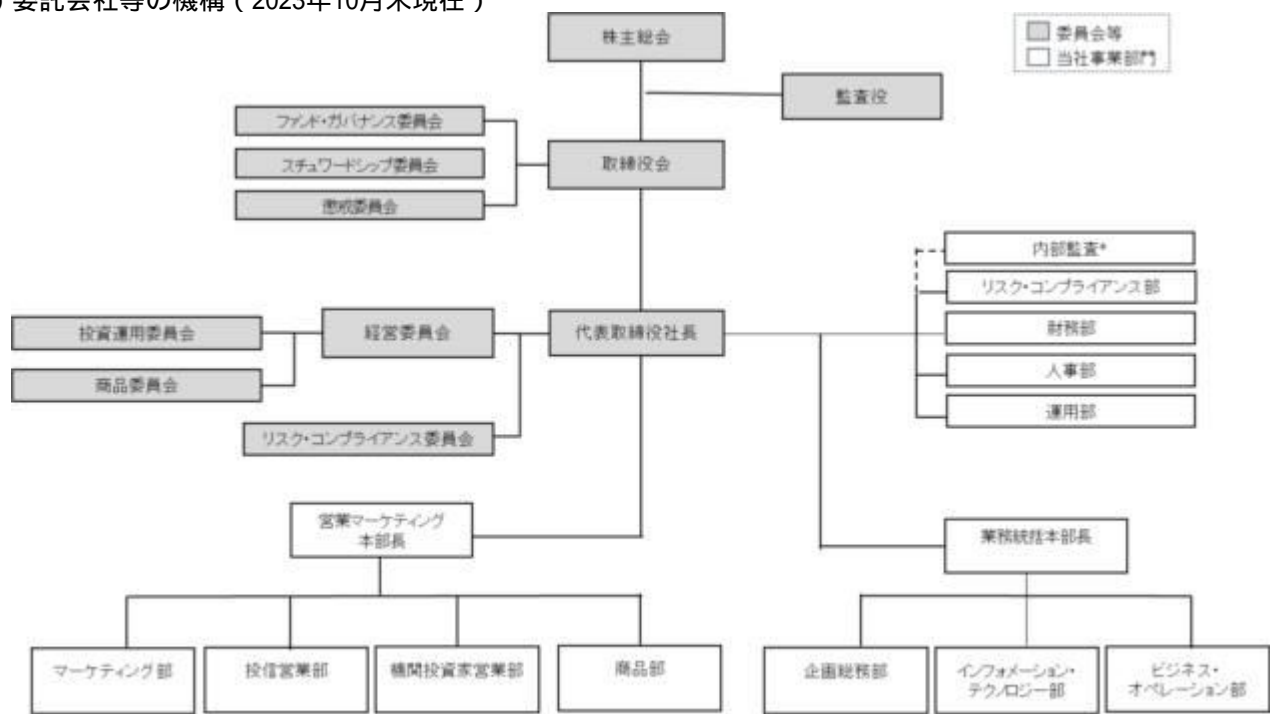 委託会社等の機構（2023年10月末現在）
株主総会
委員会等
当社事業部門
監査役
ファンド・ガバナンス委員会
スチュワードシップ委員会
懲戒委員会
取締役会
内部監査*
リスク・コンプライアンス部
財務部
人事部
運用部
投資運用委員会
商品委員会
経営委員会
代表取締役社長
リスク・コンプライアンス委員会
営業マーケティング
本部長
業務統括本部長
マーケティング部
投信営業部
機関投資家営業部
商品部
企画総務部
インフォメーション・
テクノロジー部
ビジネス・
オペレーション部